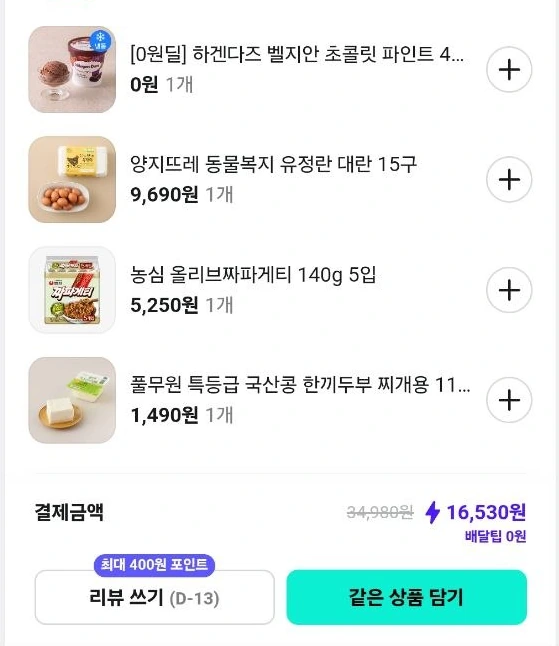 냉동
[0원딜] 하겐다즈 벨지안 초콜릿 파인트 4...
0원 1개
양지뜨레 동물복지 유정란 대란 15구
9,690원 1개
농심 올리브짜파게티 140g 5입
5,250원 1개
짜파게티
풀무원 특등급 국산콩 한끼두부 찌개용 11...
1,490원 1개
결제금액
34,980원 16,530원
배달팁 0원
최대 400원 포인트
리뷰 쓰기 (D-13)
같은 상품 담기